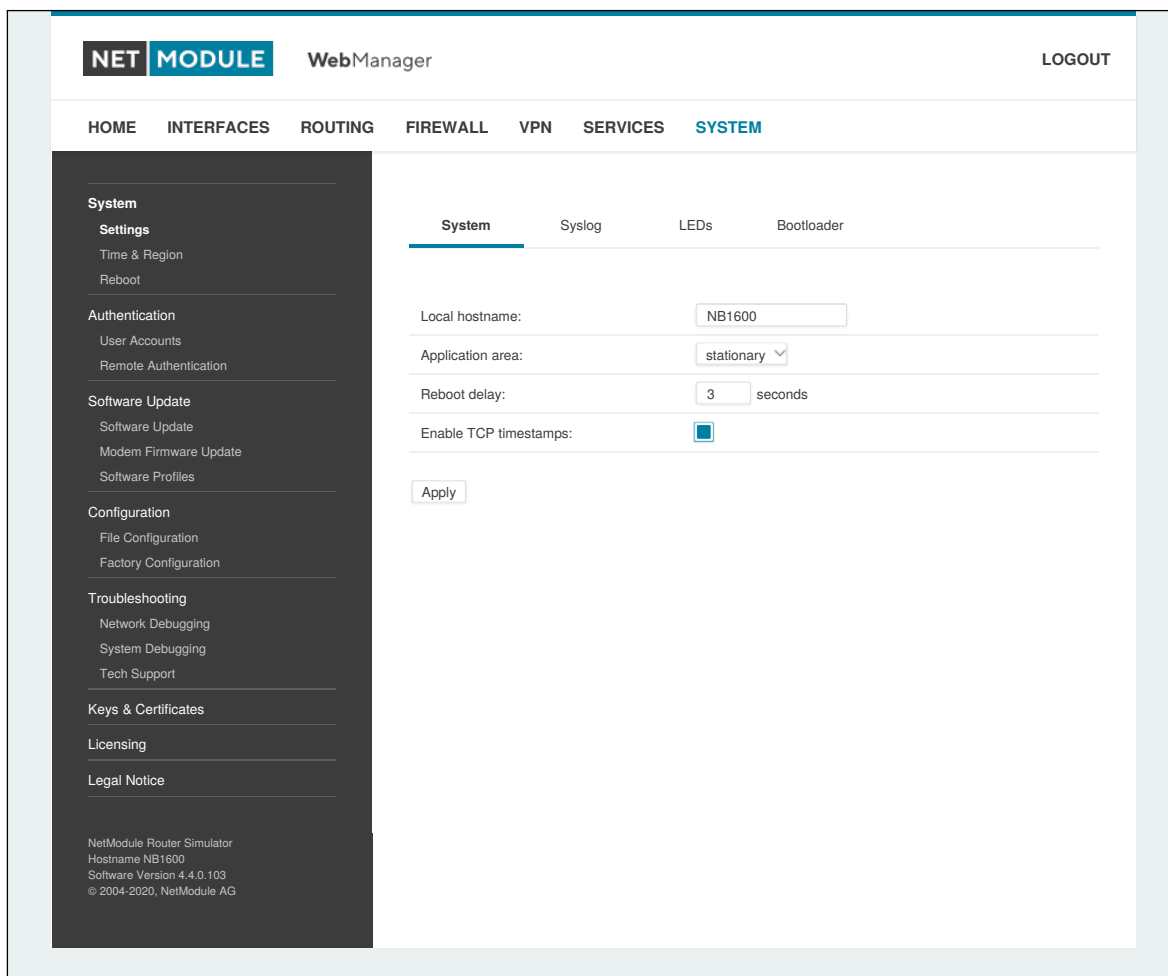 NET MODULE WebManager LOGOUT
HOME INTERFACES ROUTING FIREWALL VPN SERVICES SYSTEM
System
Settings
Time & Region
Reboot
Authentication
User Accounts
Remote Authentication
Software Update
Software Update
Modem Firmware Update
Software Profiles
Configuration
File Configuration
Factory Configuration
Troubleshooting
Network Debugging
System Debugging
Tech Support
Keys & Certificates
Licensing
Legal Notice
NetModule Router Simulator
Hostname NB1600
Software Version 4.4.0.103
© 2004-2020, NetModule AG
System Syslog LEDs Bootloader
Local hostname: NB1600
Application area: stationary
Reboot delay: 3 seconds
Enable TCP timestamps:
Apply